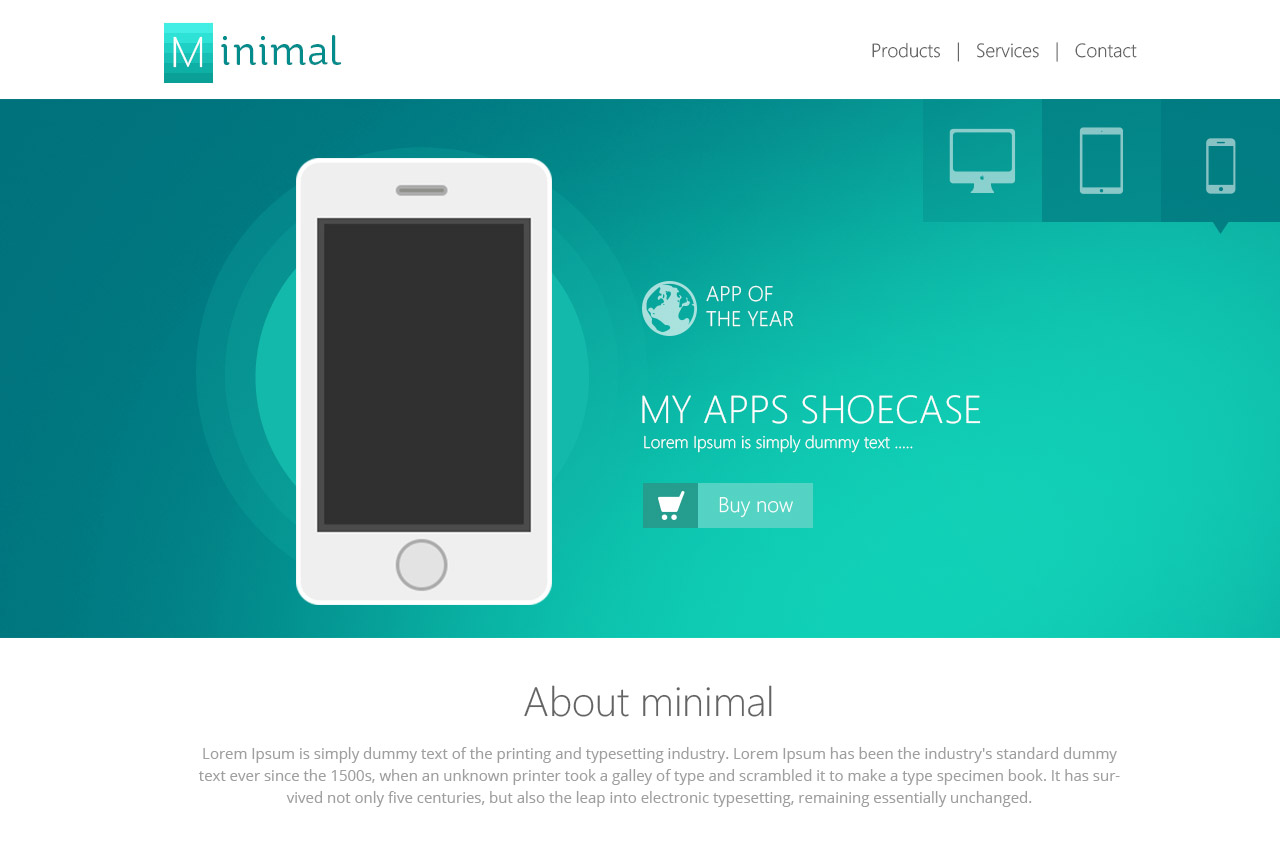 Minimal
Products | Services | Contact
APP OF
THE YEAR
MY APPS SHOECASE
Lorem Ipsum is simply dummy text .....
Buy now
About minimal
Lorem Ipsum is simply dummy text of the printing and typesetting industry. Lorem Ipsum has been the industry's standard dummy
text ever since the 1500s, when an unknown printer took a galley of type and scrambled it to make a type specimen book. It has sur-
vived not only five centuries, but also the leap into electronic typesetting, remaining essentially unchanged.